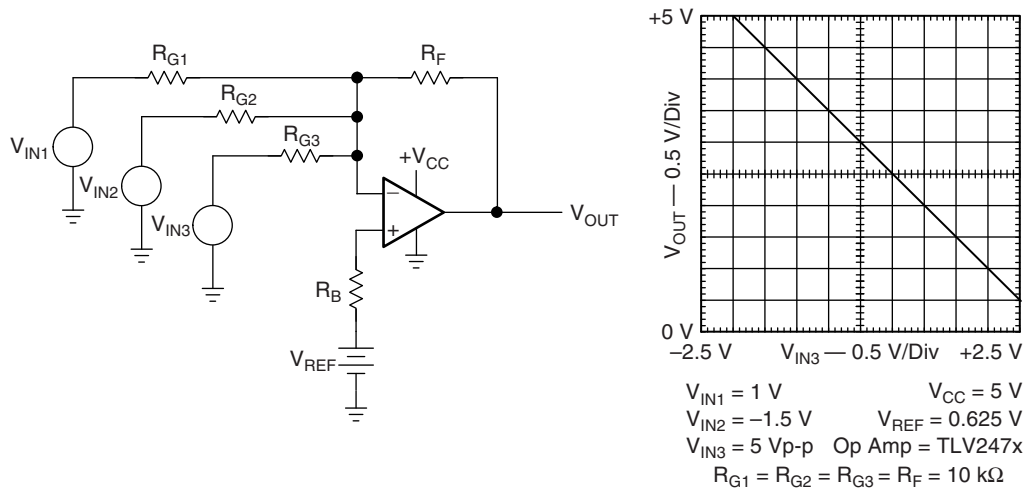 R_G1
R_F
R_G2
R_G3
V_IN1
V_IN2
V_IN3
+V_CC
−
+
V_OUT
R_B
V_REF
+5 V
V_OUT — 0.5 V/Div
0 V
–2.5 V V_IN3 — 0.5 V/Div +2.5 V
V_IN1 = 1 V V_CC = 5 V
V_IN2 = –1.5 V V_REF = 0.625 V
V_IN3 = 5 Vp-p Op Amp = TLV247x
R_G1 = R_G2 = R_G3 = R_F = 10 kΩ